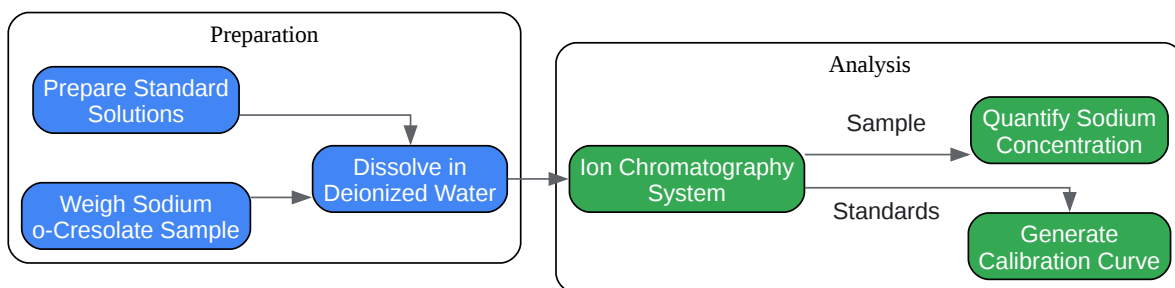 Preparation
Prepare Standard
Solutions
Weigh Sodium
o-Cresolate Sample
Dissolve in
Deionized Water
Analysis
Ion Chromatography
System
Sample
Standards
Quantify Sodium
Concentration
Generate
Calibration Curve